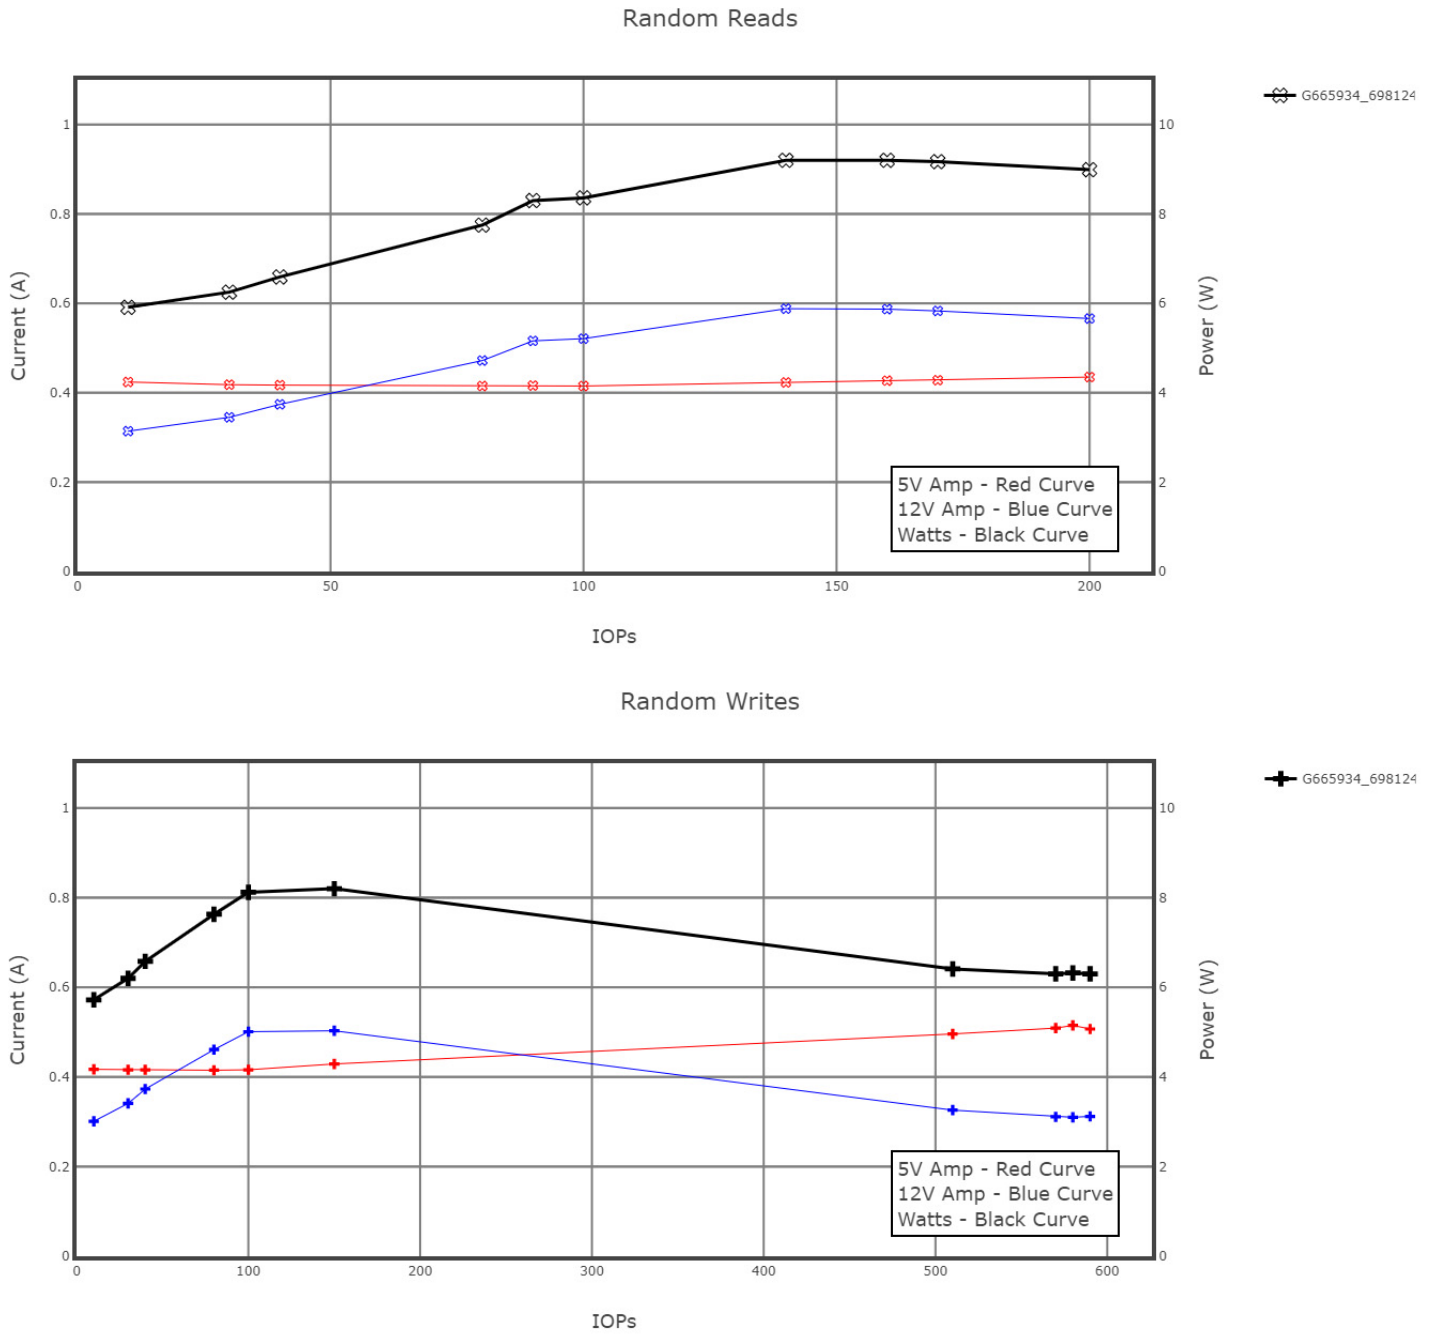 Random Reads
G665934_698124
1
0.8
0.6
0.4
0.2
0
10
8
6
4
2
0
Current (A)
Power (W)
5V Amp - Red Curve
12V Amp - Blue Curve
Watts - Black Curve
0 50 100 150 200
IOPs
Random Writes
G665934_698124
1
0.8
0.6
0.4
0.2
0
10
8
6
4
2
0
Current (A)
Power (W)
5V Amp - Red Curve
12V Amp - Blue Curve
Watts - Black Curve
0 100 200 300 400 500 600
IOPs